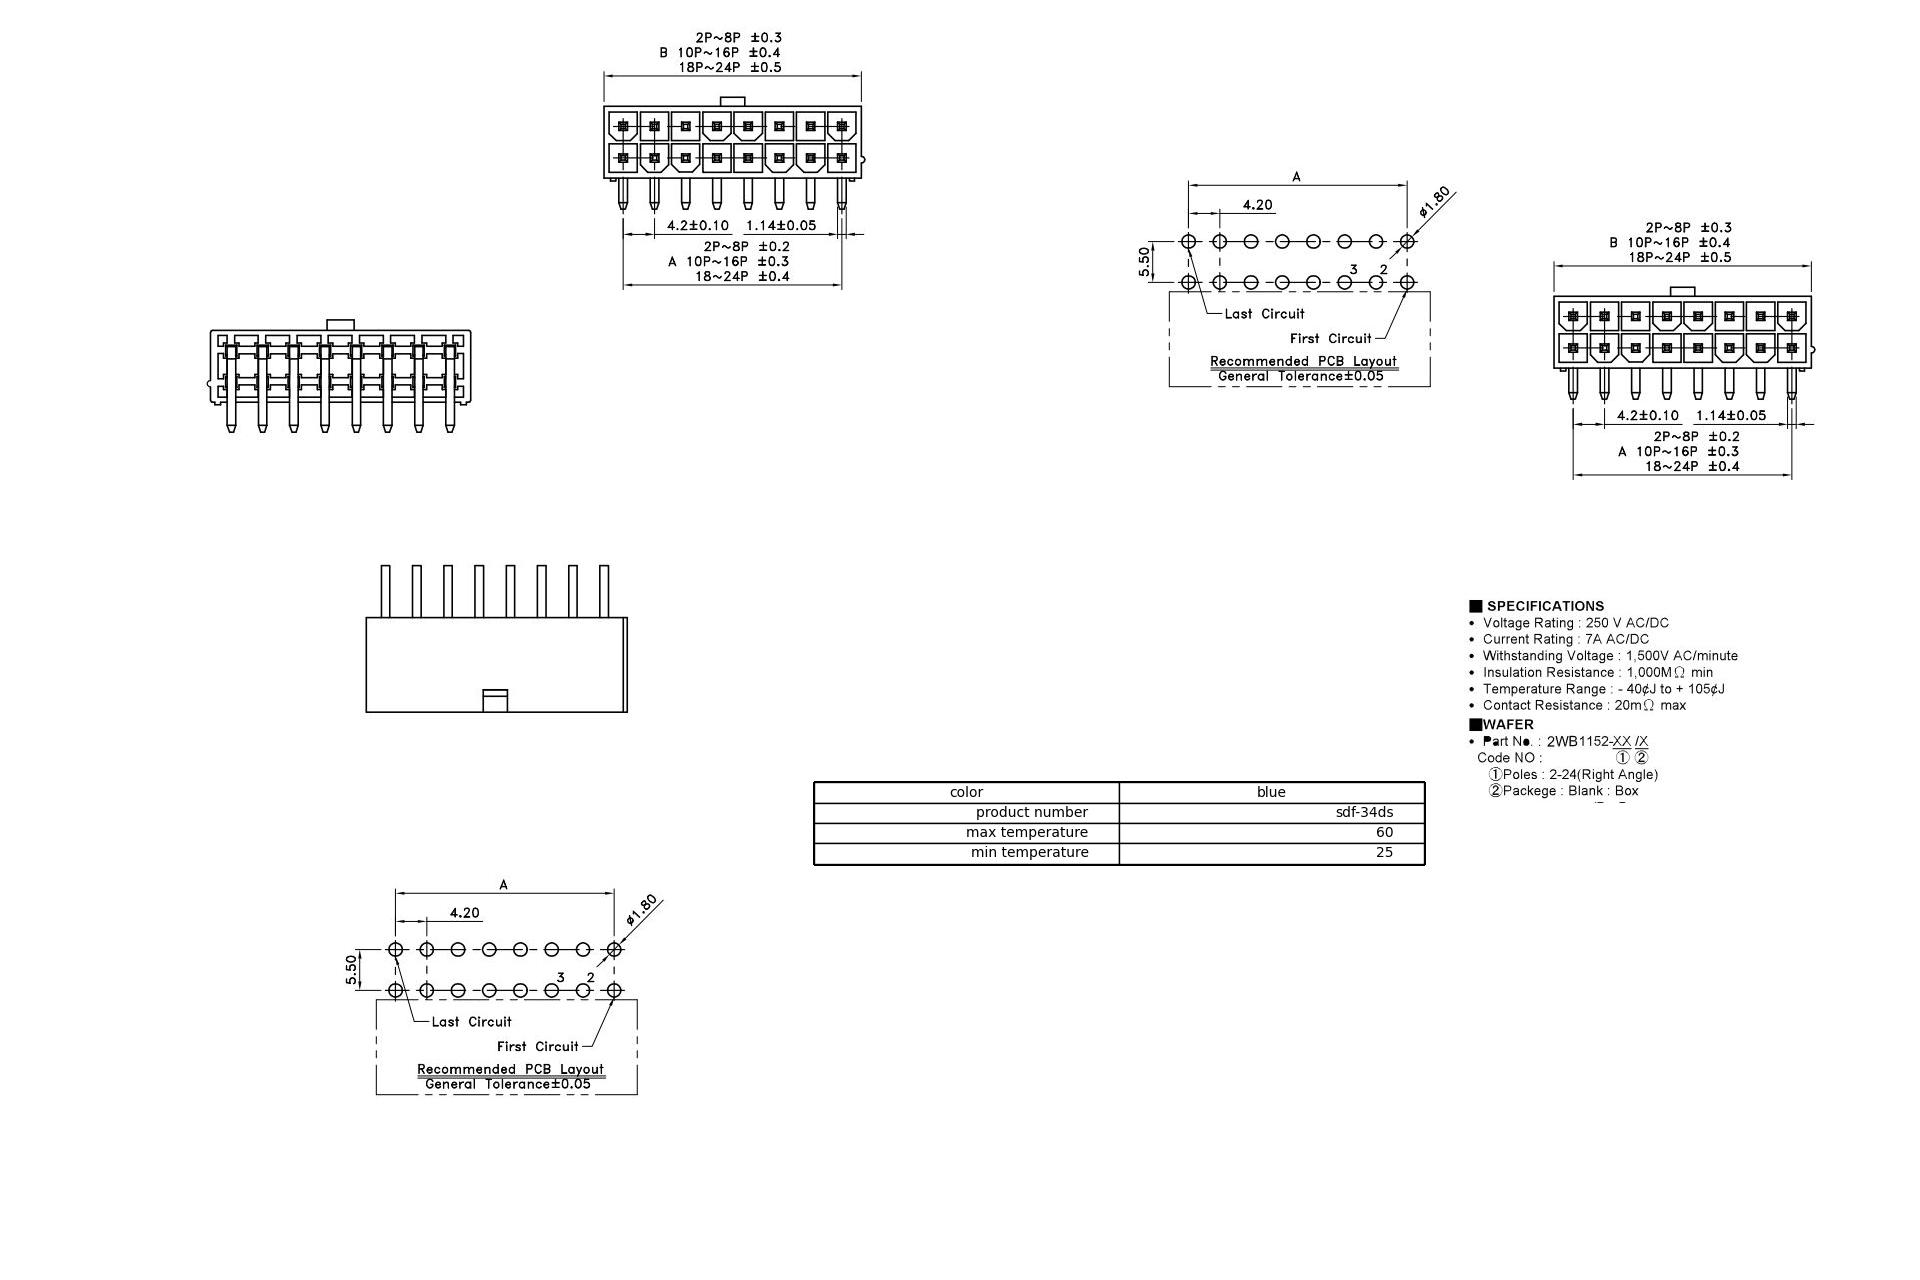 2P~8P ±0.3
B 10P~16P ±0.4
18P~24P ±0.5
4.2±0.10 1.14±0.05
2P~8P ±0.2
A 10P~16P ±0.3
18~24P ±0.4
A
4.20
ø1.80
5.50
3 2
Last Circuit
First Circuit
Recommended PCB Layout
General Tolerance±0.05
2P~8P ±0.3
B 10P~16P ±0.4
18P~24P ±0.5
4.2±0.10 1.14±0.05
2P~8P ±0.2
A 10P~16P ±0.3
18~24P ±0.4
■ SPECIFICATIONS
• Voltage Rating : 250 V AC/DC
• Current Rating : 7A AC/DC
• Withstanding Voltage : 1,500V AC/minute
• Insulation Resistance : 1,000MΩ min
• Temperature Range : - 40¢J to + 105¢J
• Contact Resistance : 20mΩ max
■WAFER
• Part No. : 2WB1152-XX /X
Code NO : ① ②
①Poles : 2-24(Right Angle)
②Packege : Blank : Box
color blue
product number sdf-34ds
max temperature 60
min temperature 25
A
4.20
ø1.80
5.50
3 2
Last Circuit
First Circuit
Recommended PCB Layout
General Tolerance±0.05